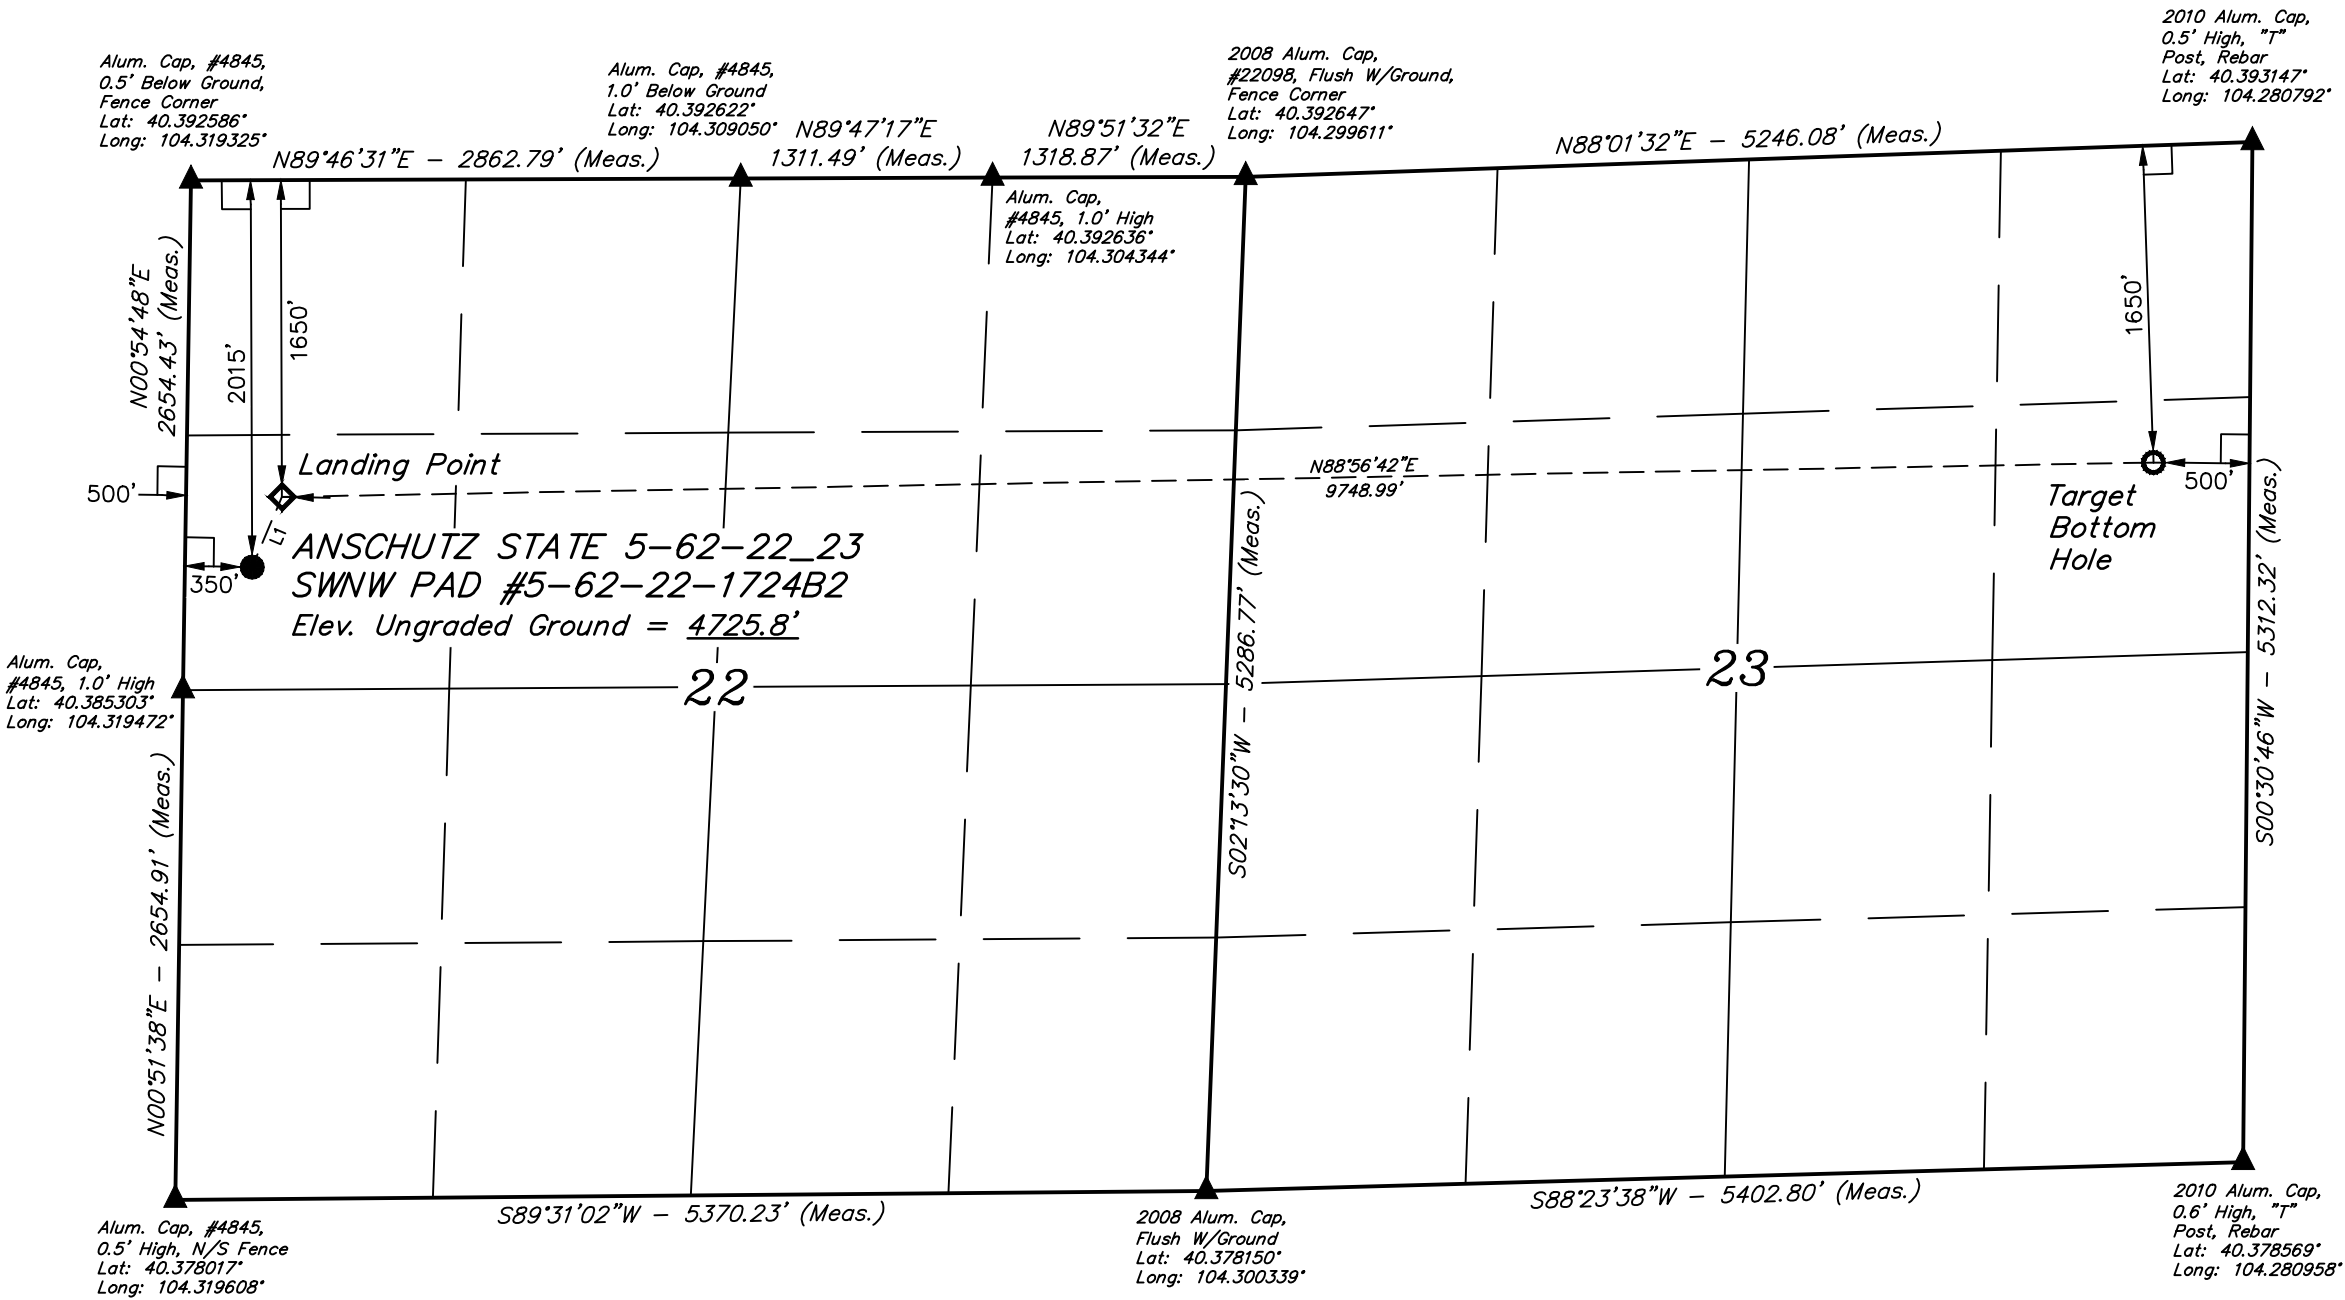 Alum. Cap, #4845,
0.5' Below Ground,
Fence Corner
Lat: 40.392586°
Long: 104.319325°
Alum. Cap, #4845,
1.0' Below Ground
Lat: 40.392622°
Long: 104.309050°
2008 Alum. Cap,
#22098, Flush W/Ground,
Fence Corner
Lat: 40.392647°
Long: 104.299611°
2010 Alum. Cap,
0.5' High, "T"
Post, Rebar
Lat: 40.393147°
Long: 104.280792°
N89°46'31"E - 2862.79' (Meas.)
N89°47'17"E
1311.49' (Meas.)
N89°51'32"E
1318.87' (Meas.)
N88°01'32"E - 5246.08' (Meas.)
Alum. Cap,
#4845, 1.0' High
Lat: 40.392636°
Long: 104.304344°
N00°54'48"E
2654.43' (Meas.)
2015'
1650'
1650'
Landing Point
N88°56'42"E
9748.99'
500'
500'
Target
Bottom
Hole
L1
350'
ANSCHUTZ STATE 5-62-22_23
SWNW PAD #5-62-22-1724B2
Elev. Ungraded Ground = 4725.8'
Alum. Cap,
#4845, 1.0' High
Lat: 40.385303°
Long: 104.319472°
22
23
S02°13'30"W - 5286.77' (Meas.)
S00°30'46"W - 5312.32' (Meas.)
N00°51'38"E - 2654.91' (Meas.)
S89°31'02"W - 5370.23' (Meas.)
S88°23'38"W - 5402.80' (Meas.)
Alum. Cap, #4845,
0.5' High, N/S Fence
Lat: 40.378017°
Long: 104.319608°
2008 Alum. Cap,
Flush W/Ground
Lat: 40.378150°
Long: 104.300339°
2010 Alum. Cap,
0.6' High, "T"
Post, Rebar
Lat: 40.378569°
Long: 104.280958°